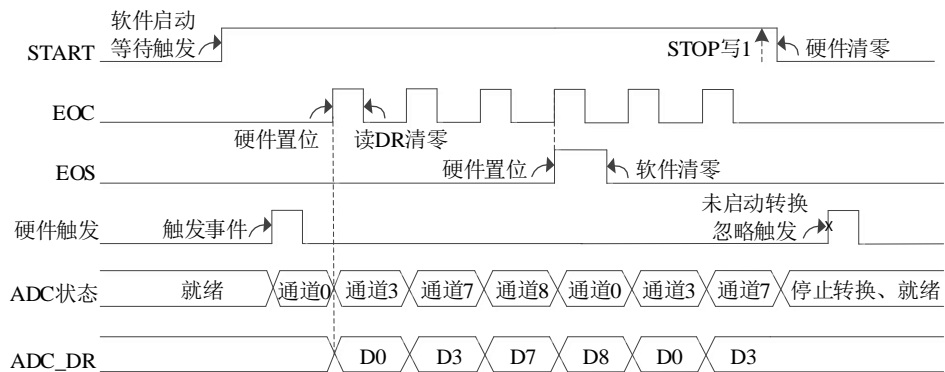 软件启动
等待触发
START
STOP写1
硬件清零
EOC
硬件置位
读DR清零
EOS
硬件置位
软件清零
硬件触发
触发事件
未启动转换
忽略触发
x
ADC状态
就绪
通道0
通道3
通道7
通道8
通道0
通道3
通道7
停止转换、就绪
ADC_DR
D0
D3
D7
D8
D0
D3